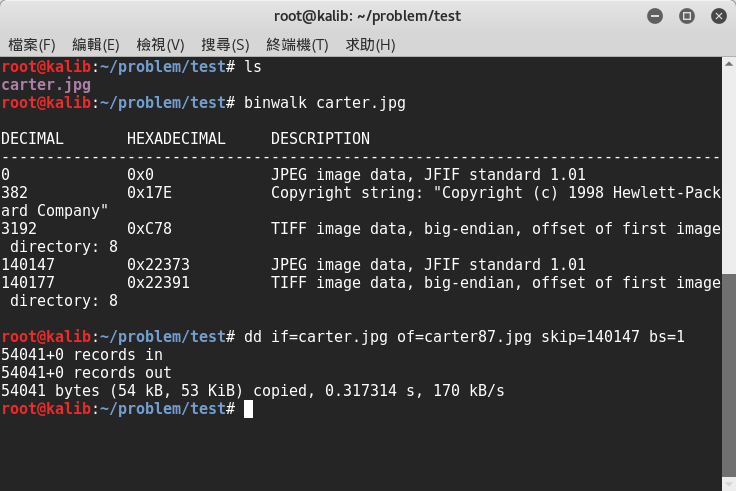 root@kalib: ~/problem/test
檔案(F) 編輯(E) 檢視(V) 搜尋(S) 終端機(T) 求助(H)
root@kalib:~/problem/test# ls
carter.jpg
root@kalib:~/problem/test# binwalk carter.jpg
DECIMAL       HEXADECIMAL     DESCRIPTION
--------------------------------------------------------------------------------
0             0x0             JPEG image data, JFIF standard 1.01
382           0x17E           Copyright string: "Copyright (c) 1998 Hewlett-Pack
ard Company"
3192          0xC78           TIFF image data, big-endian, offset of first image
 directory: 8
140147        0x22373         JPEG image data, JFIF standard 1.01
140177        0x22391         TIFF image data, big-endian, offset of first image
 directory: 8
root@kalib:~/problem/test# dd if=carter.jpg of=carter87.jpg skip=140147 bs=1
54041+0 records in
54041+0 records out
54041 bytes (54 kB, 53 KiB) copied, 0.317314 s, 170 kB/s
root@kalib:~/problem/test#